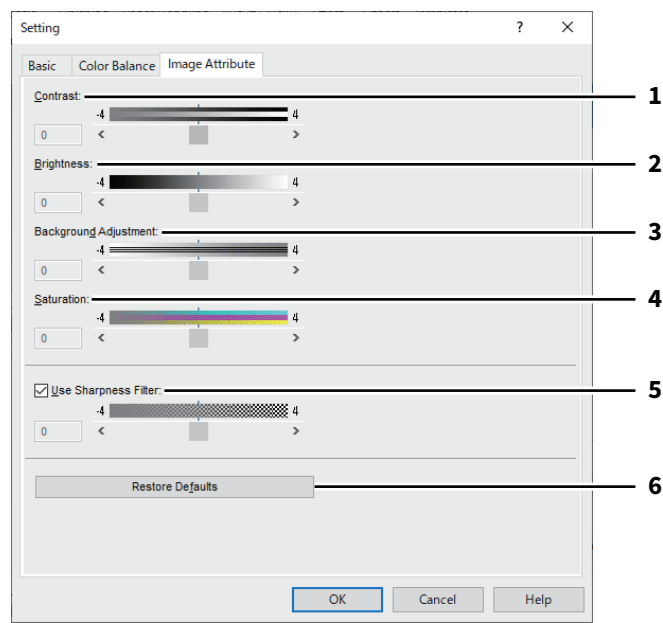 Setting ? ×
Basic Color Balance Image Attribute
Contrast: 1
-4 4
0 < >
Brightness: 2
-4 4
0 < >
Background Adjustment: 3
-4 4
0 < >
Saturation: 4
-4 4
0 < >
Use Sharpness Filter: 5
-4 4
0 < >
Restore Defaults 6
OK Cancel Help